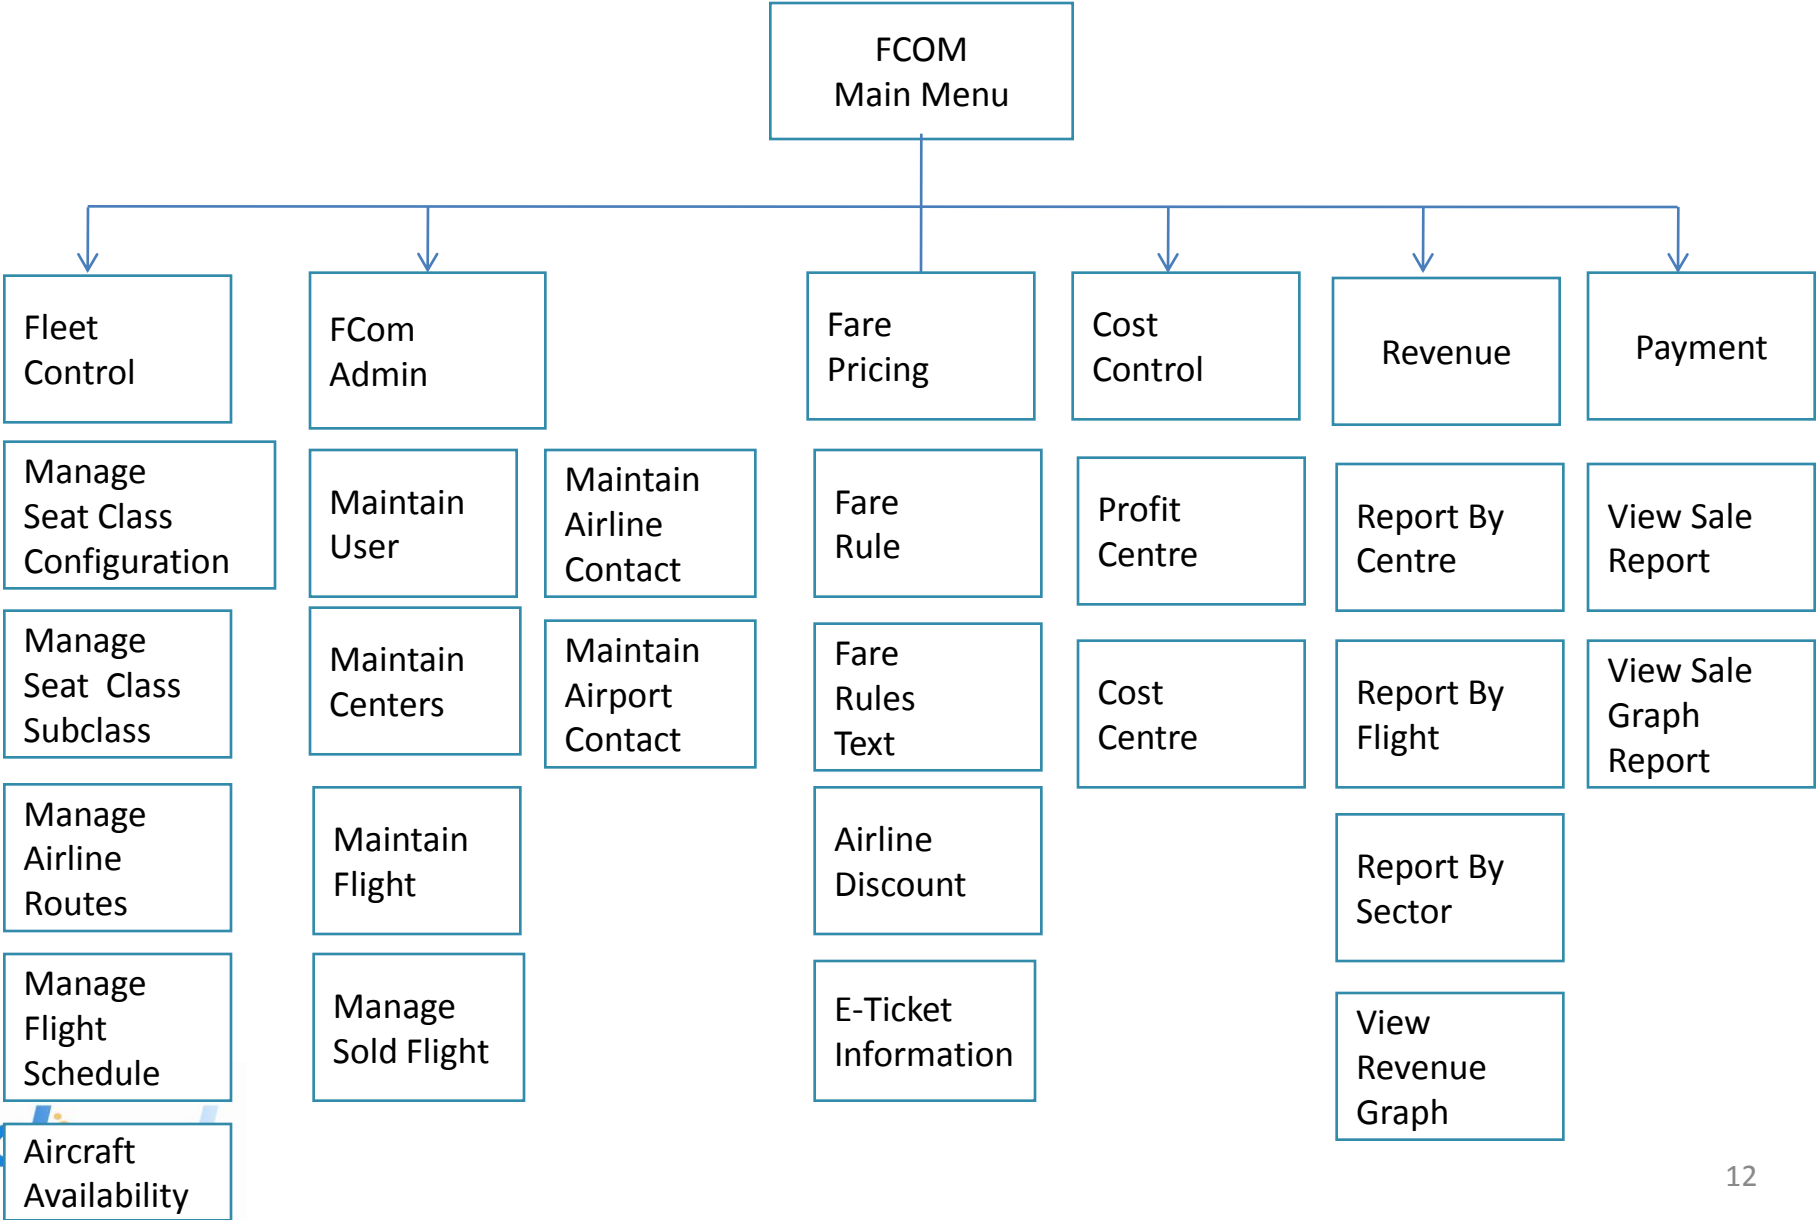 FCOM
Main Menu
Fleet
Control
FCom
Admin
Fare
Pricing
Cost
Control
Revenue
Payment
Manage
Seat Class
Configuration
Manage
Seat Class
Subclass
Manage
Airline
Routes
Manage
Flight
Schedule
Aircraft
Availability
Maintain
User
Maintain
Centers
Maintain
Flight
Manage
Sold Flight
Maintain
Airline
Contact
Maintain
Airport
Contact
Fare
Rule
Fare
Rules
Text
Airline
Discount
E-Ticket
Information
Profit
Centre
Cost
Centre
Report By
Centre
Report By
Flight
Report By
Sector
View
Revenue
Graph
View Sale
Report
View Sale
Graph
Report
12